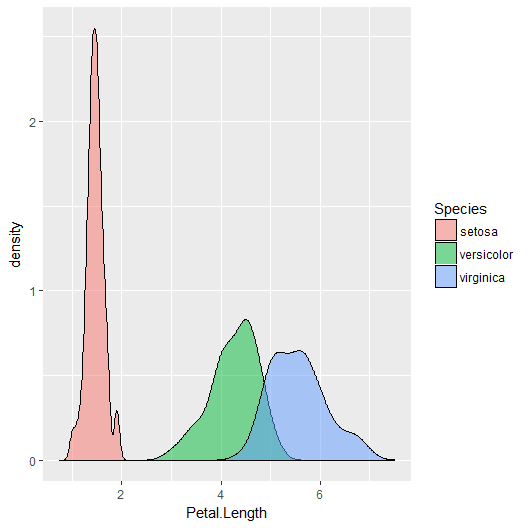 density
2
1
0
2 4 6
Petal.Length
Species
setosa
versicolor
virginica